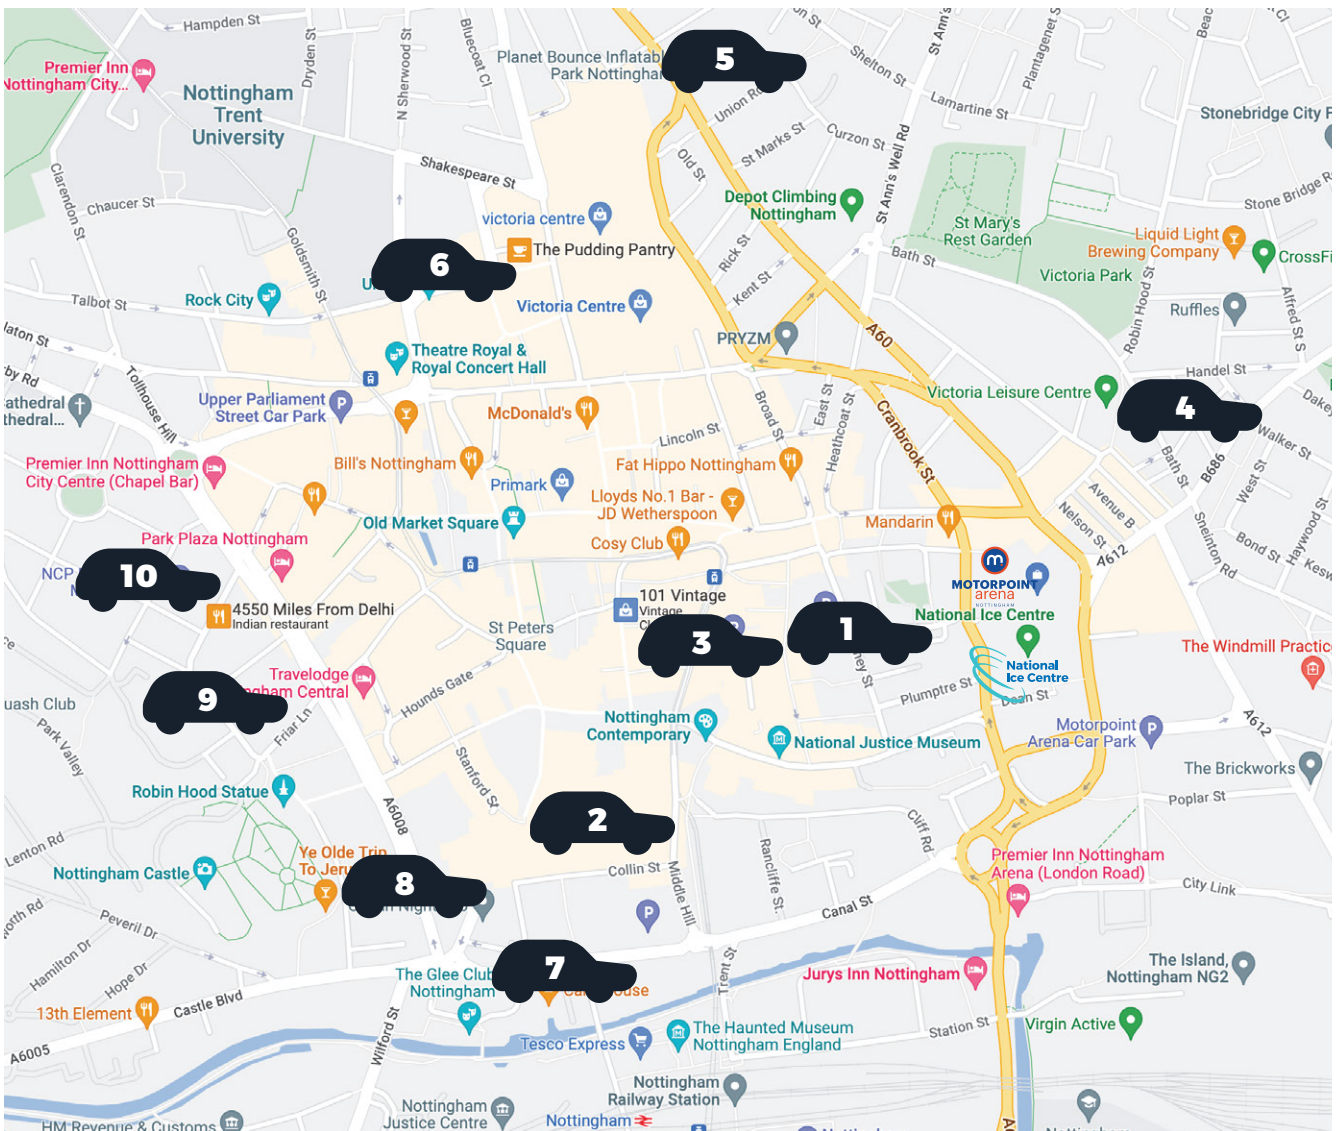 Hampden St
Dryden St
N Sherwood St
Bluecoat Cl
Planet Bounce Inflatabl
Park Nottingha
5
Shelton St
St Ann's
Plantagenet St
Beac
Premier Inn
Nottingham City...
Nottingham
Trent
University
Union Rd
Lamartine St
Stonebridge City F
St Marks St
Curzon St
Old St
St Ann's Well Rd
Shakespeare St
Clarendon St
Chaucer St
Goldsmith St
victoria centre
Depot Climbing
Nottingham
Stone Bridge R
St Mary's
Rest Garden
Liquid Light
Brewing Company
CrossFi
The Pudding Pantry
6
U
Rick St
Kent St
Bath St
Victoria Park
Robin Hood St
Alfred St S
Talbot St
Rock City
Victoria Centre
Ruffles
PRYZM
A60
Theatre Royal &
Royal Concert Hall
Handel St
Tollhouse Hill
Upper Parliament
Street Car Park
McDonald's
Broad St
East St
Heathcoat St
Cranbrook St
Victoria Leisure Centre
4
Walker St
Lincoln St
Premier Inn Nottingham
City Centre (Chapel Bar)
Bill's Nottingham
Primark
Fat Hippo Nottingham
Bath St
B686
West St
Lloyds No.1 Bar -
JD Wetherspoon
Avenue B
Nelson St
Haywood St
Old Market Square
Mandarin
Park Plaza Nottingham
Cosy Club
Sneinton Rd
Bond St
A612
NCP
10
MOTORPOINT
arena
NOTTINGHAM
4550 Miles From Delhi
Indian restaurant
101 Vintage
Vintage
National Ice Centre
St Peters
Square
3
1
National
Ice Centre
The Windmill Practic
Travelodge
ngham Central
Hounds Gate
9
Friar Ln
Plumptre St
Dean St
uash Club
Park Valley
Nottingham
Contemporary
National Justice Museum
Motorpoint
Arena Car Park
A612
The Brickworks
Stanford St
Robin Hood Statue
Poplar St
A6008
2
Cliff Rd
Lenton Rd
Nottingham Castle
Ye Olde Trip
To Jeru
8
Collin St
Middle Hill
Rancliffe St.
Premier Inn Nottingham
Arena (London Road)
City Link
Canal St
Peveril Dr
Hamilton Dr
Hope Dr
The Glee Club
Nottingham
7
Trent St
Jurys Inn Nottingham
The Island,
Nottingham NG2
13th Element
Castle Blvd
A6005
Wilford St
Tesco Express
The Haunted Museum
Nottingham England
Station St
Virgin Active
Nottingham
Railway Station
Nottingham
Justice Centre
Nottingham
HM Revenue & Customs